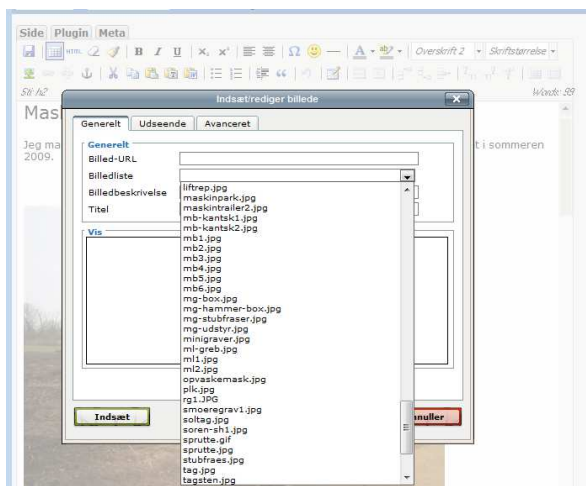 Side Plugin Meta
HTML
B I U
Overskrift 2
Skriftstørrelse
Sti: h2
Words: 99
Indsæt/rediger billede
Generelt Udseende Avanceret
Generelt
Billed-URL
Billedliste
Billedbeskrivelse
Titel
Vis
liftrep.jpg
maskinpark.jpg
maskintrailer2.jpg
mb-kantsk1.jpg
mb-kantsk2.jpg
mb1.jpg
mb2.jpg
mb3.jpg
mb4.jpg
mb5.jpg
mb6.jpg
mg-box.jpg
mg-hammer-box.jpg
mg-stubfraser.jpg
mg-udstyr.jpg
minigraver.jpg
ml-greb.jpg
ml1.jpg
ml2.jpg
opvaskemask.jpg
plk.jpg
rg1.JPG
smoeregrav1.jpg
soltag.jpg
soren-sh1.jpg
sprutte.gif
sprutte.jpg
stubfraes.jpg
tag.jpg
tagsten.jpg
Indsæt
nuller
Mas
Jeg ma
t i sommeren
2009.